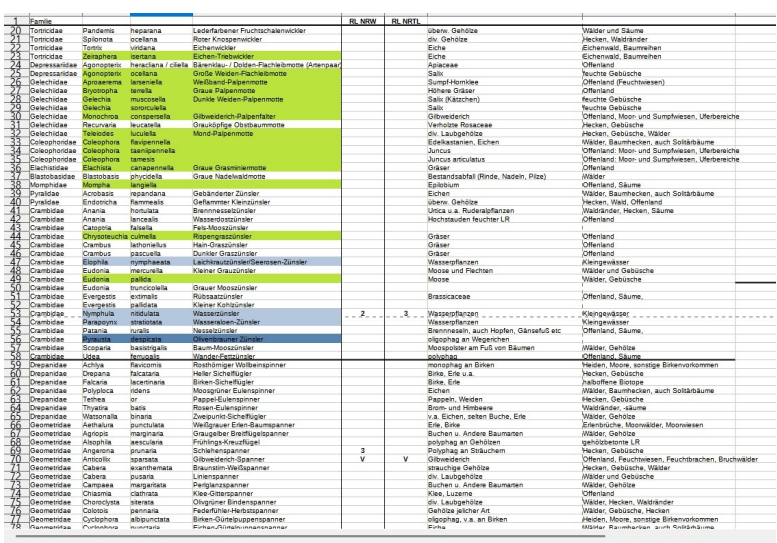 1 Familie RL NRW RL NRTL
20 Tortricidae Pandemis heparana Lederfarbener Fruchtschalenwickler überw. Gehölze Wälder und Säume
21 Tortricidae Spilonota ocellana Roter Knospenwickler div. Gehölze Hecken, Waldränder
22 Tortricidae Tortrix viridana Eichenwickler Eiche Eichenwald, Baumreihen
23 Tortricidae Zeiraphera isertana Eichen-Triebwickler Eiche Eichenwald, Baumreihen
24 Depressariidae Agonopterix heracliana / ciliella Bärenklau- / Dolden-Flachleibmotte (Artenpaar) Apiaceae Offenland
25 Depressariidae Agonopterix ocellana Große Weiden-Flachleibmotte Salix feuchte Gebüsche
26 Gelechiidae Aproaerema larseniella Weißband-Palpenmotte Sumpf-Hornklee Offenland (Feuchtwiesen)
27 Gelechiidae Bryotropha terrella Graue Palpenmotte Höhere Gräser Offenland
28 Gelechiidae Gelechia muscosella Dunkle Weiden-Palpenmotte Salix (Kätzchen) feuchte Gebüsche
29 Gelechiidae Gelechia sororculella Salix feuchte Gebüsche
30 Gelechiidae Monochroa conspersella Gilbweiderich-Palpenfalter Gilbweiderich Offenland, Moor- und Sumpfwiesen, Uferbereiche
31 Gelechiidae Recurvaria leucatella Grauköpfige Obstbaummotte Verholzte Rosaceae Hecken, Gebüsche
32 Gelechiidae Teleiodes luculella Mond-Palpenmotte div. Laubgehölze Hecken, Gebüsche, Wälder
33 Coleophoridae Coleophora flavipennella Edelkastanien, Eichen Wälder, Baumhecken, auch Solitärbäume
34 Coleophoridae Coleophora taeniipennella Juncus Offenland: Moor- und Sumpfwiesen, Uferbereiche
35 Coleophoridae Coleophora tamesis Juncus articulatus Offenland: Moor- und Sumpfwiesen, Uferbereiche
36 Elachistidae Elachista canapennella Graue Grasminiermotte Gräser Offenland
37 Blastobasidae Blastobasis phycidella Graue Nadelwaldmotte Bestandsabfall (Rinde, Nadeln, Pilze) Wälder
38 Momphidae Mompha langiella Epilobium Offenland, Säume
39 Pyralidae Acrobasis repandana Gebänderter Zünsler Eichen Wälder, Baumhecken, auch Solitärbäume
40 Pyralidae Endotricha flammealis Geflammter Kleinzünsler überw. Gehölze Hecken, Wald, Offenland
41 Crambidae Anania hortulata Brennnesselzünsler Urtica u.a. Ruderalpflanzen Waldränder, Hecken, Säume
42 Crambidae Anania lancealis Wasserdostzünsler Hochstauden feuchter LR Offenland
43 Crambidae Catoptria falsella Fels-Mooszünsler
44 Crambidae Chrysoteuchia culmella Rispengraszünsler Gräser Offenland
45 Crambidae Crambus lathoniellus Hain-Graszünsler Gräser Offenland
46 Crambidae Crambus pascuella Dunkler Graszünsler Gräser Offenland
47 Crambidae Elophila nymphaeata Laichkrautzünsler/Seerosen-Zünsler Wasserpflanzen Kleingewässer
48 Crambidae Eudonia mercurella Kleiner Grauzünsler Moose und Flechten Wälder und Gebüsche
49 Crambidae Eudonia pallida Moose Wälder, Gebüsche
50 Crambidae Eudonia truncicolella Grauer Mooszünsler
51 Crambidae Evergestis extimalis Rübsaatzünsler Brassicaceae Offenland, Säume,
52 Crambidae Evergestis pallidata Kleiner Kohlzünsler
53 Crambidae Nymphula nitidulata Wasserzünsler 2 3 Wasserpflanzen Kleingewässer
54 Crambidae Parapoynx stratiotata Wasseraloen-Zünsler Wasserpflanzen Kleingewässer
55 Crambidae Patania ruralis Nesselzünsler Brennnesseln, auch Hopfen, Gänsefuß etc Offenland, Säume
56 Crambidae Pyrausta despicata Olivenbrauner Zünsler oligophag an Wegerichen
57 Crambidae Scoparia basistrigalis Baum-Mooszünsler Moospolster am Fuß von Bäumen Wälder, Gehölze
58 Crambidae Udea ferrugalis Wander-Fettzünsler polyphag Offenland, Säume
59 Drepanidae Achlya flavicornis Rosthörniger Wollbeinspinner monophag an Birken Heiden, Moore, sonstige Birkenvorkommen
60 Drepanidae Drepana falcataria Heller Sichelflügler Birke, Erle u.a. Hecken, Gebüsche
61 Drepanidae Falcaria lacertinaria Birken-Sichelflügler Birke, Erle halboffene Biotope
62 Drepanidae Polyploca ridens Moosgrüner Eulenspinner Eichen Wälder, Baumhecken, auch Solitärbäume
63 Drepanidae Tethea or Pappel-Eulenspinner Pappeln, Weiden Hecken, Gebüsche
64 Drepanidae Thyatira batis Rosen-Eulenspinner Brom- und Himbeere Waldränder, -säume
65 Drepanidae Watsonalla binaria Zweipunkt-Sichelflügler v.a. Eichen, selten Buche, Erle Wälder, Gehölze
66 Geometridae Aethalura punctulata Weißgrauer Erlen-Baumspanner Erle, Birke Erlenbrüche, Moorwälder, Moorwiesen
67 Geometridae Agriopis marginaria Graugelber Breitflügelspanner Buchen u. Andere Baumarten Wälder, Gehölze
68 Geometridae Alsophila aescularia Frühlings-Kreuzflügel polyphag an Gehölzen gehölzbetonte LR
69 Geometridae Angerona prunaria Schlehenspanner 3 Polyphag an Sträuchern Hecken, Gebüsche
70 Geometridae Anticollix sparsata Gilbweiderich-Spanner V V Gilbweiderich Offenland, Feuchtwiesen, Feuchtbrachen, Bruchwälder
71 Geometridae Cabera exanthemata Braunstirn-Weißspanner strauchige Gehölze Hecken, Gebüsche, Wälder
72 Geometridae Cabera pusaria Linienspanner div. Laubgehölze Wälder und Gebüsche
73 Geometridae Campaea margaritata Perlglanzspanner Buchen u. Andere Baumarten Wälder, Gehölze
74 Geometridae Chiasmia clathrata Klee-Gitterspanner Klee, Luzerne Offenland
75 Geometridae Choroclysta siterata Olivgrüner Bindenspanner div. Laubgehölze Wälder, Hecken, Waldränder
76 Geometridae Colotois pennaria Federfühler-Herbstspanner Gehölze jelicher Art Wälder, Gebüsche, Hecken
77 Geometridae Cyclophora albipunctata Birken-Gürtelpuppenspanner oligophag, v.a. an Birken Heiden, Moore, sonstige Birkenvorkommen
78 Geometridae Cyclophora punctaria Eichen-Gürtelpuppenspanner Eiche Wälder, Baumhecken, auch Solitärbäume